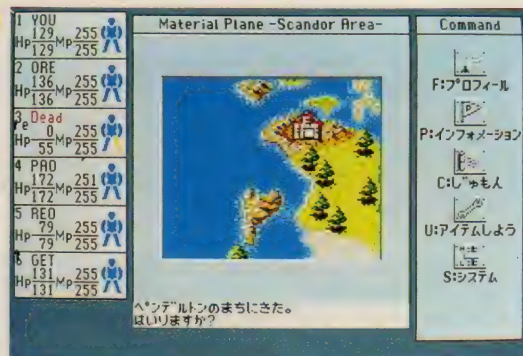 1 YOU
Hp 129 Mp 255
129 255
2 ORE
Hp 136 Mp 255
136 255
3 Dead
0 255
Hp 55 Mp 255
4 PAO
Hp 172 Mp 251
172 255
5 REO
Hp 79 Mp 255
79 255
6 GET
Hp 131 Mp 255
131 255
Material Plane -Scandor Area-
ペンデルトンのまちにきた。
はいりますか?
Command
F:プロフィール
P:インフォメーション
C:じゅもん
U:アイテムしよう
S:システム